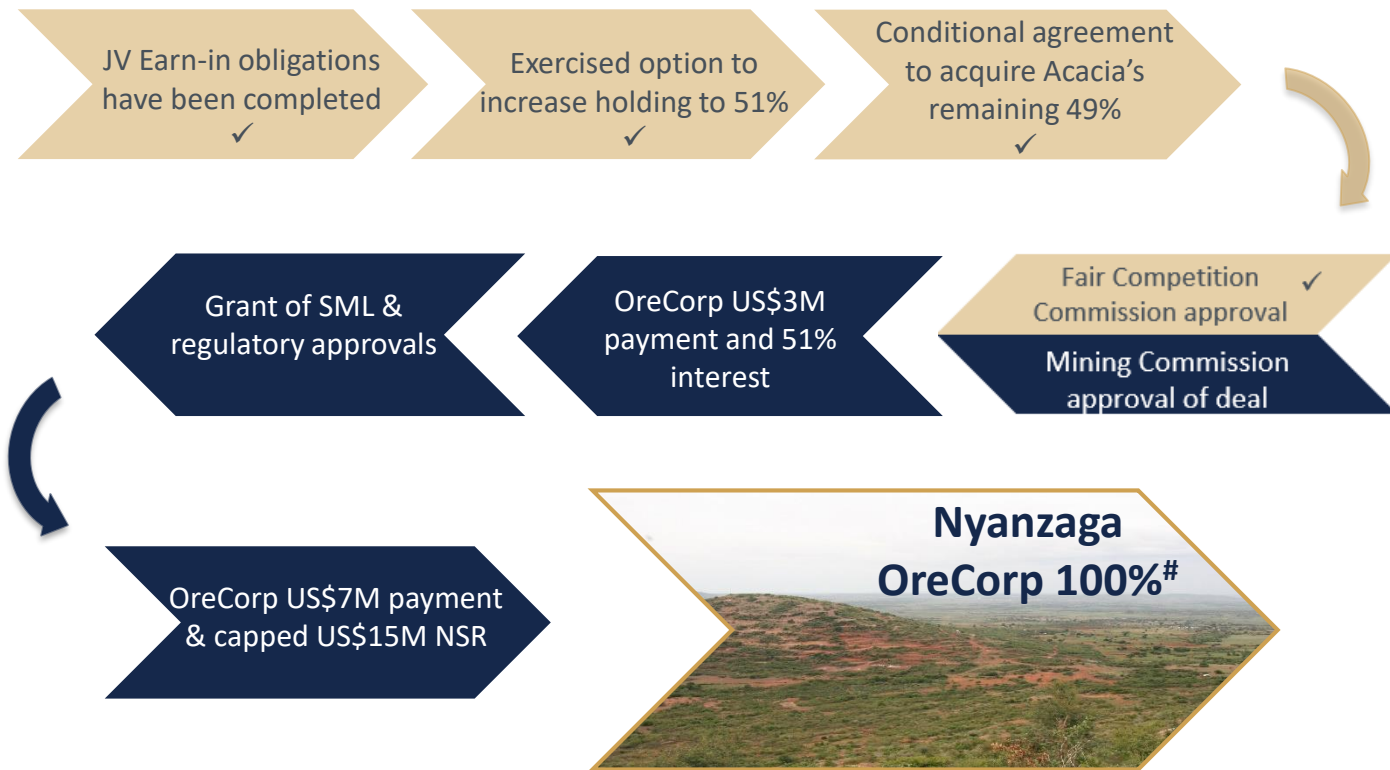 JV Earn-in obligations
have been completed
✓
Exercised option to
increase holding to 51%
✓
Conditional agreement
to acquire Acacia's
remaining 49%
✓
Fair Competition ✓
Commission approval
Mining Commission
approval of deal
OreCorp US$3M
payment and 51%
interest
Grant of SML &
regulatory approvals
OreCorp US$7M payment
& capped US$15M NSR
Nyanzaga
OreCorp 100%#